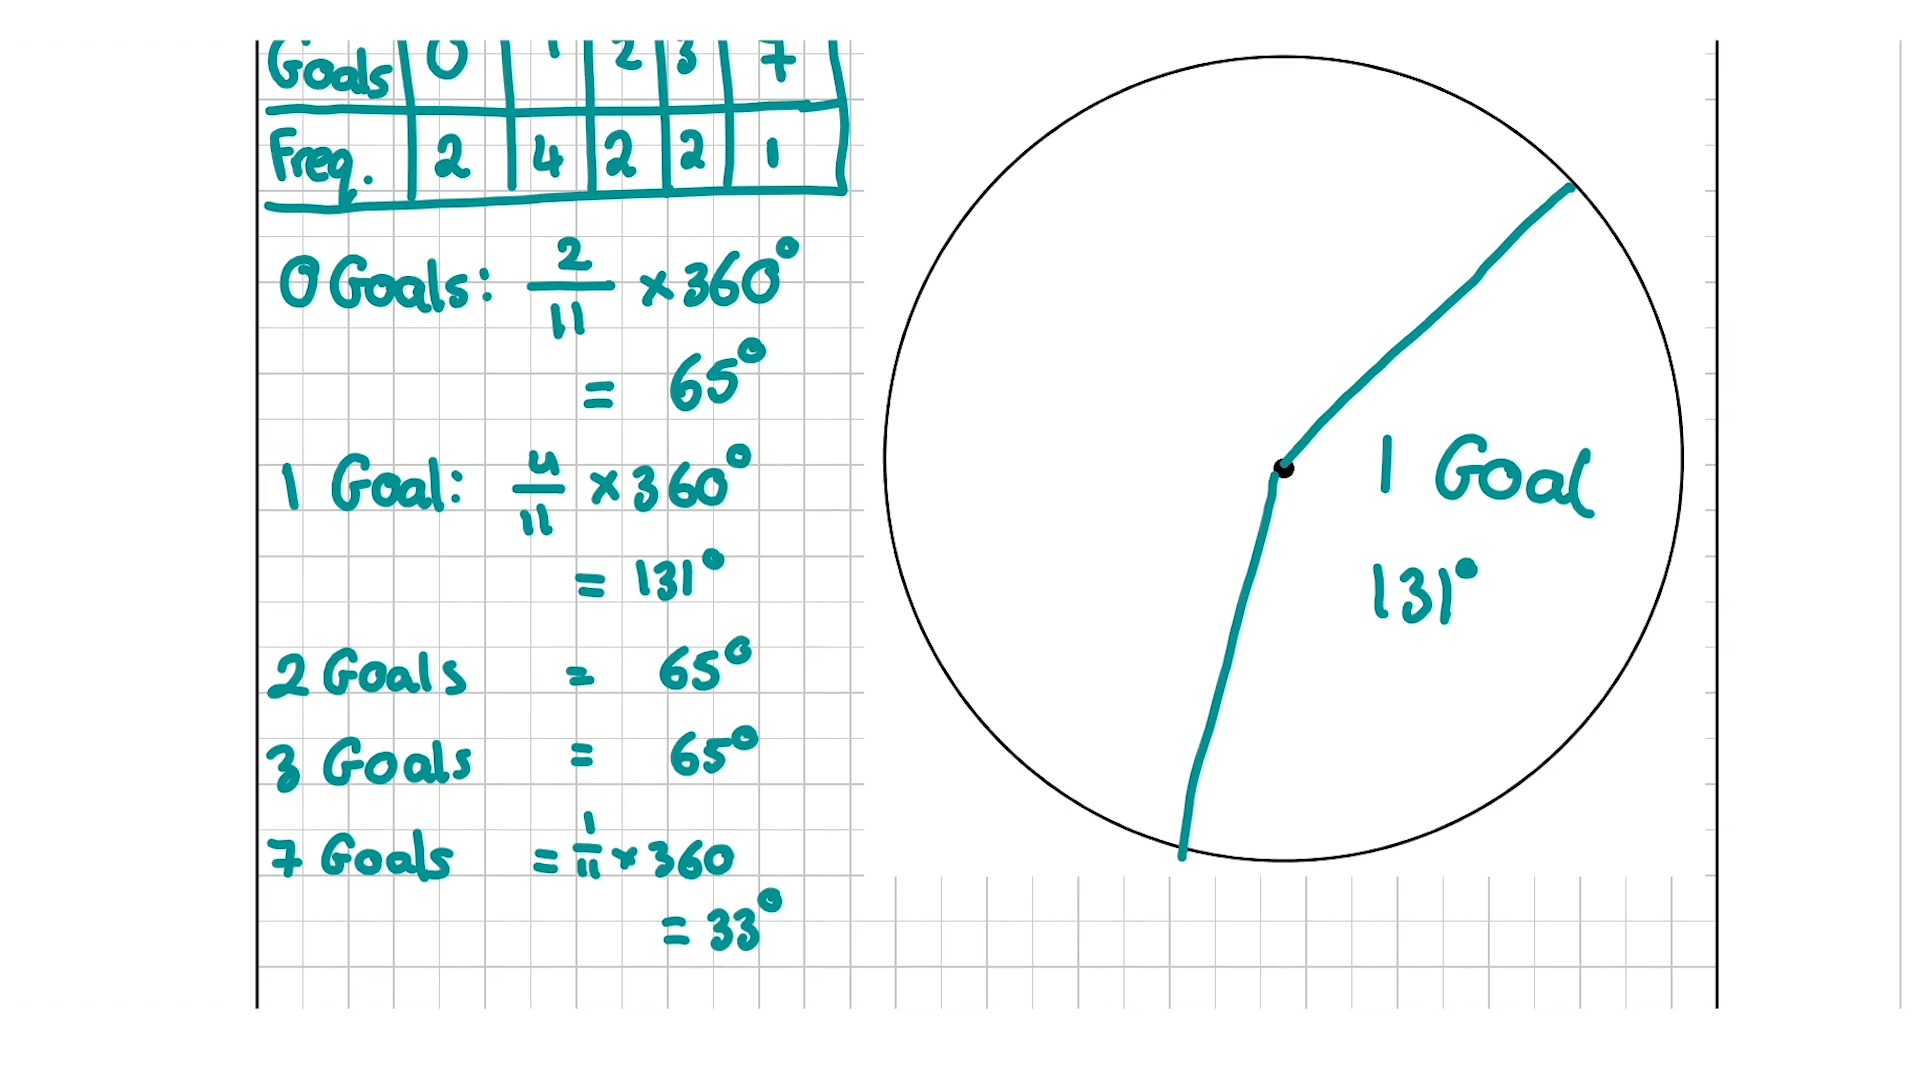 Goals 0 1 2 3 7
Freq. 2 4 2 2 1
0 Goals: 2/11 × 360°
= 65°
1 Goal: 4/11 × 360°
= 131°
2 Goals = 65°
3 Goals = 65°
7 Goals = 1/11 × 360
= 33°
1 Goal
131°